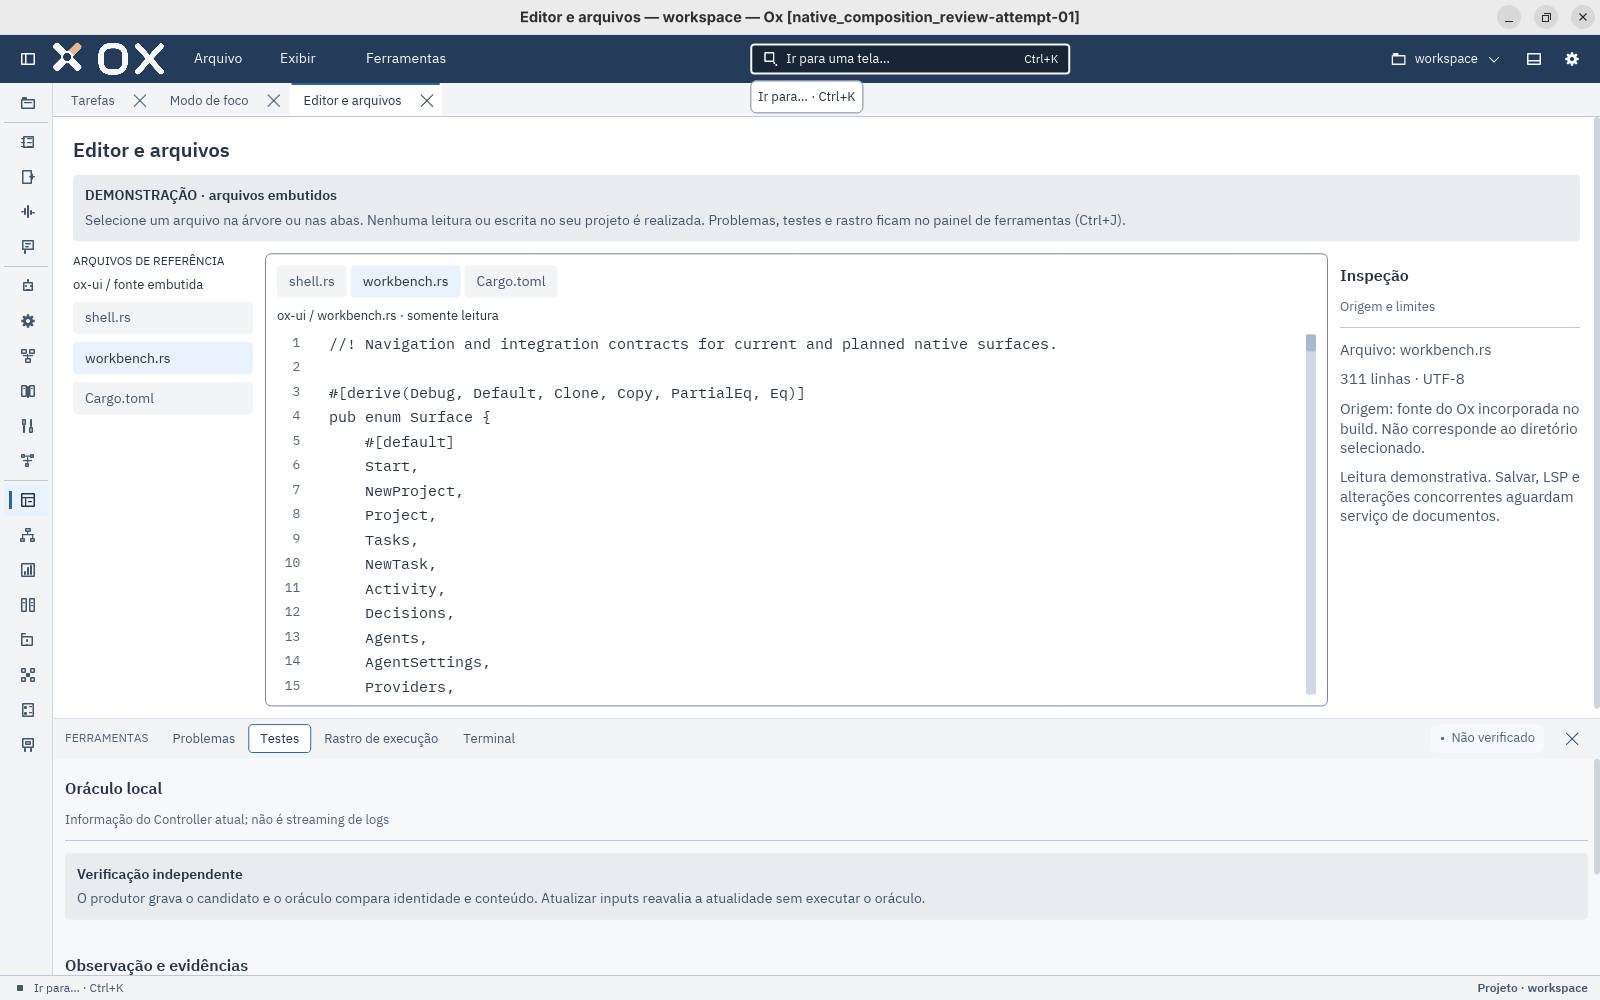 Editor e arquivos — workspace — Ox [native_composition_review-attempt-01]
OX
Arquivo
Exibir
Ferramentas
Ir para uma tela... Ctrl+K
workspace
Tarefas
Modo de foco
Editor e arquivos
Ir para... · Ctrl+K
Editor e arquivos
DEMONSTRAÇÃO · arquivos embutidos
Selecione um arquivo na árvore ou nas abas. Nenhuma leitura ou escrita no seu projeto é realizada. Problemas, testes e rastro ficam no painel de ferramentas (Ctrl+J).
ARQUIVOS DE REFERÊNCIA
ox-ui / fonte embutida
shell.rs
workbench.rs
Cargo.toml
shell.rs
workbench.rs
Cargo.toml
ox-ui / workbench.rs · somente leitura
1 //! Navigation and integration contracts for current and planned native surfaces.
2
3 #[derive(Debug, Default, Clone, Copy, PartialEq, Eq)]
4 pub enum Surface {
5 #[default]
6 Start,
7 NewProject,
8 Project,
9 Tasks,
10 NewTask,
11 Activity,
12 Decisions,
13 Agents,
14 AgentSettings,
15 Providers,
Inspeção
Origem e limites
Arquivo: workbench.rs
311 linhas · UTF-8
Origem: fonte do Ox incorporada no
build. Não corresponde ao diretório
selecionado.
Leitura demonstrativa. Salvar, LSP e
alterações concorrentes aguardam
serviço de documentos.
FERRAMENTAS
Problemas
Testes
Rastro de execução
Terminal
• Não verificado
Oráculo local
Informação do Controller atual; não é streaming de logs
Verificação independente
O produtor grava o candidato e o oráculo compara identidade e conteúdo. Atualizar inputs reavalia a atualidade sem executar o oráculo.
Observação e evidências
Ir para... · Ctrl+K
Projeto · workspace